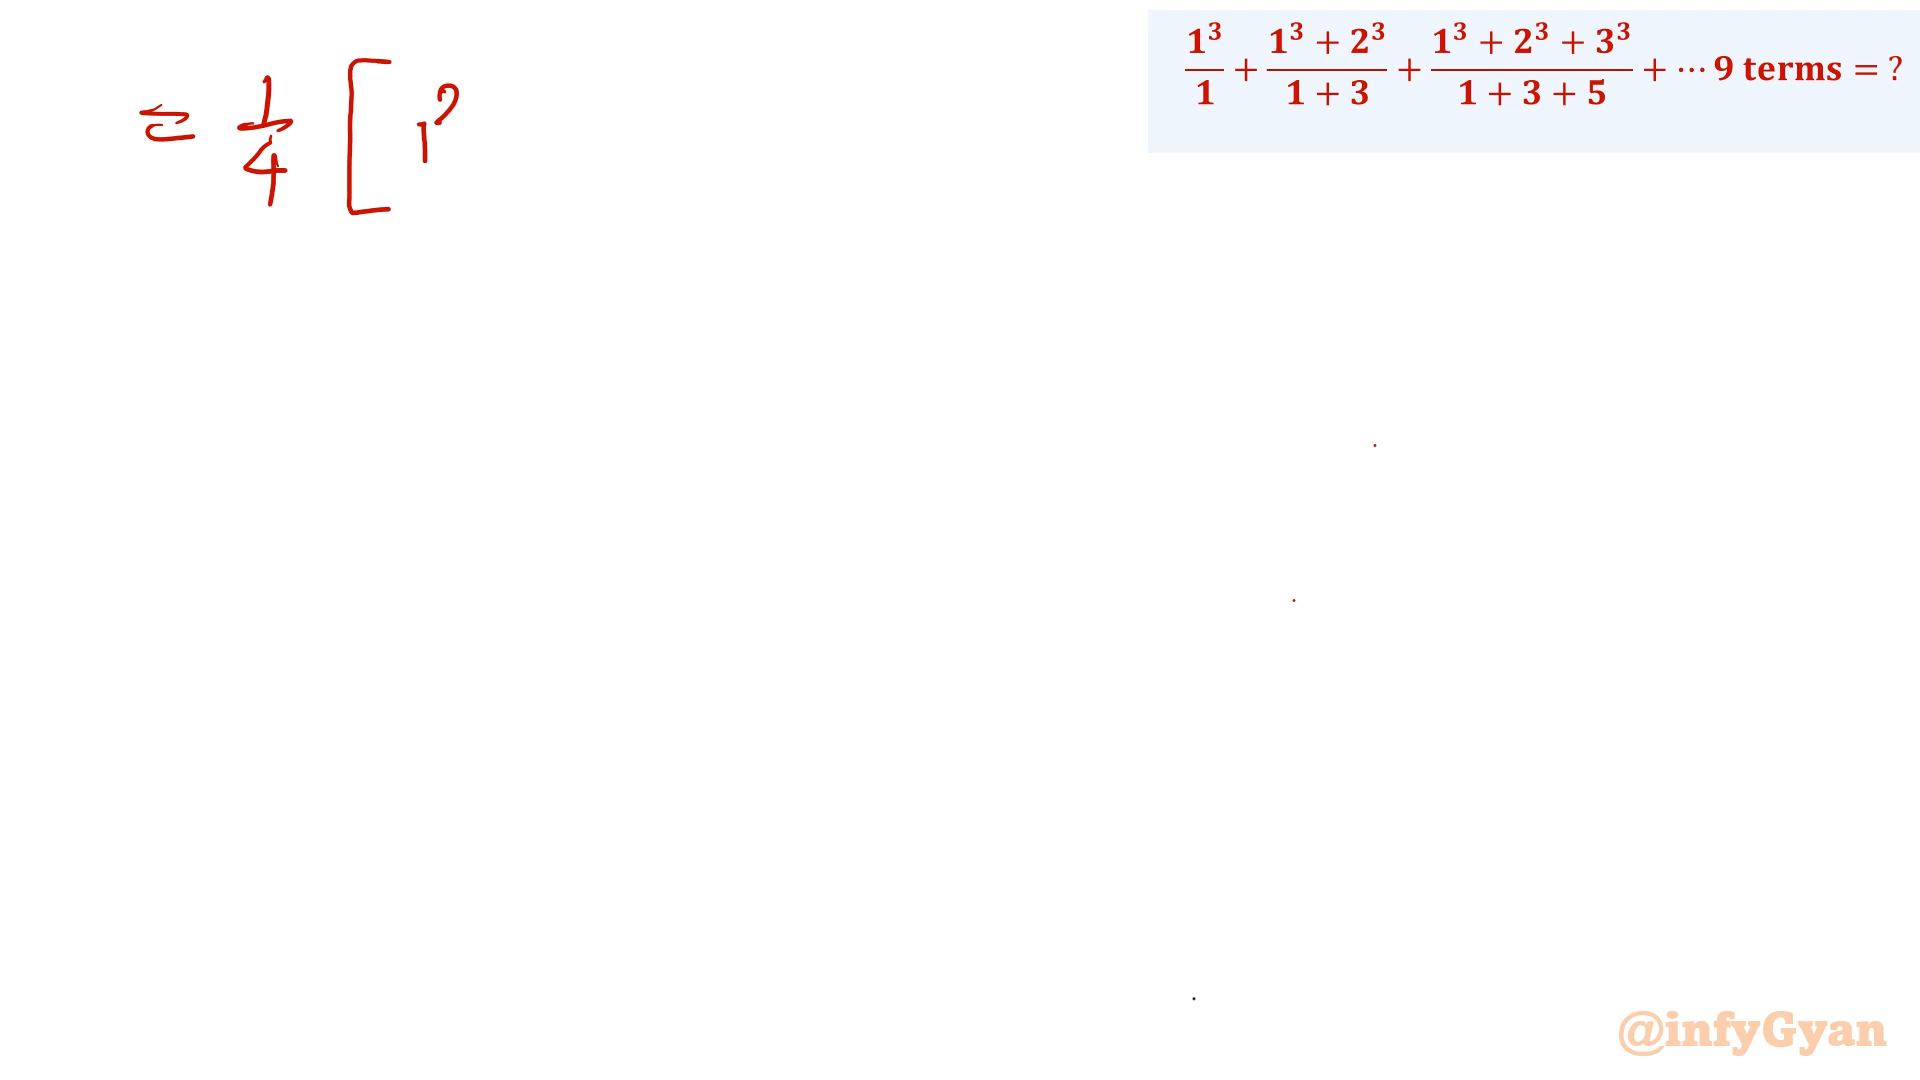 1³/1 + (1³ + 2³)/(1 + 3) + (1³ + 2³ + 3³)/(1 + 3 + 5) + ⋯ 9 terms = ?
= 1/4 [ 1²
@infyGyan